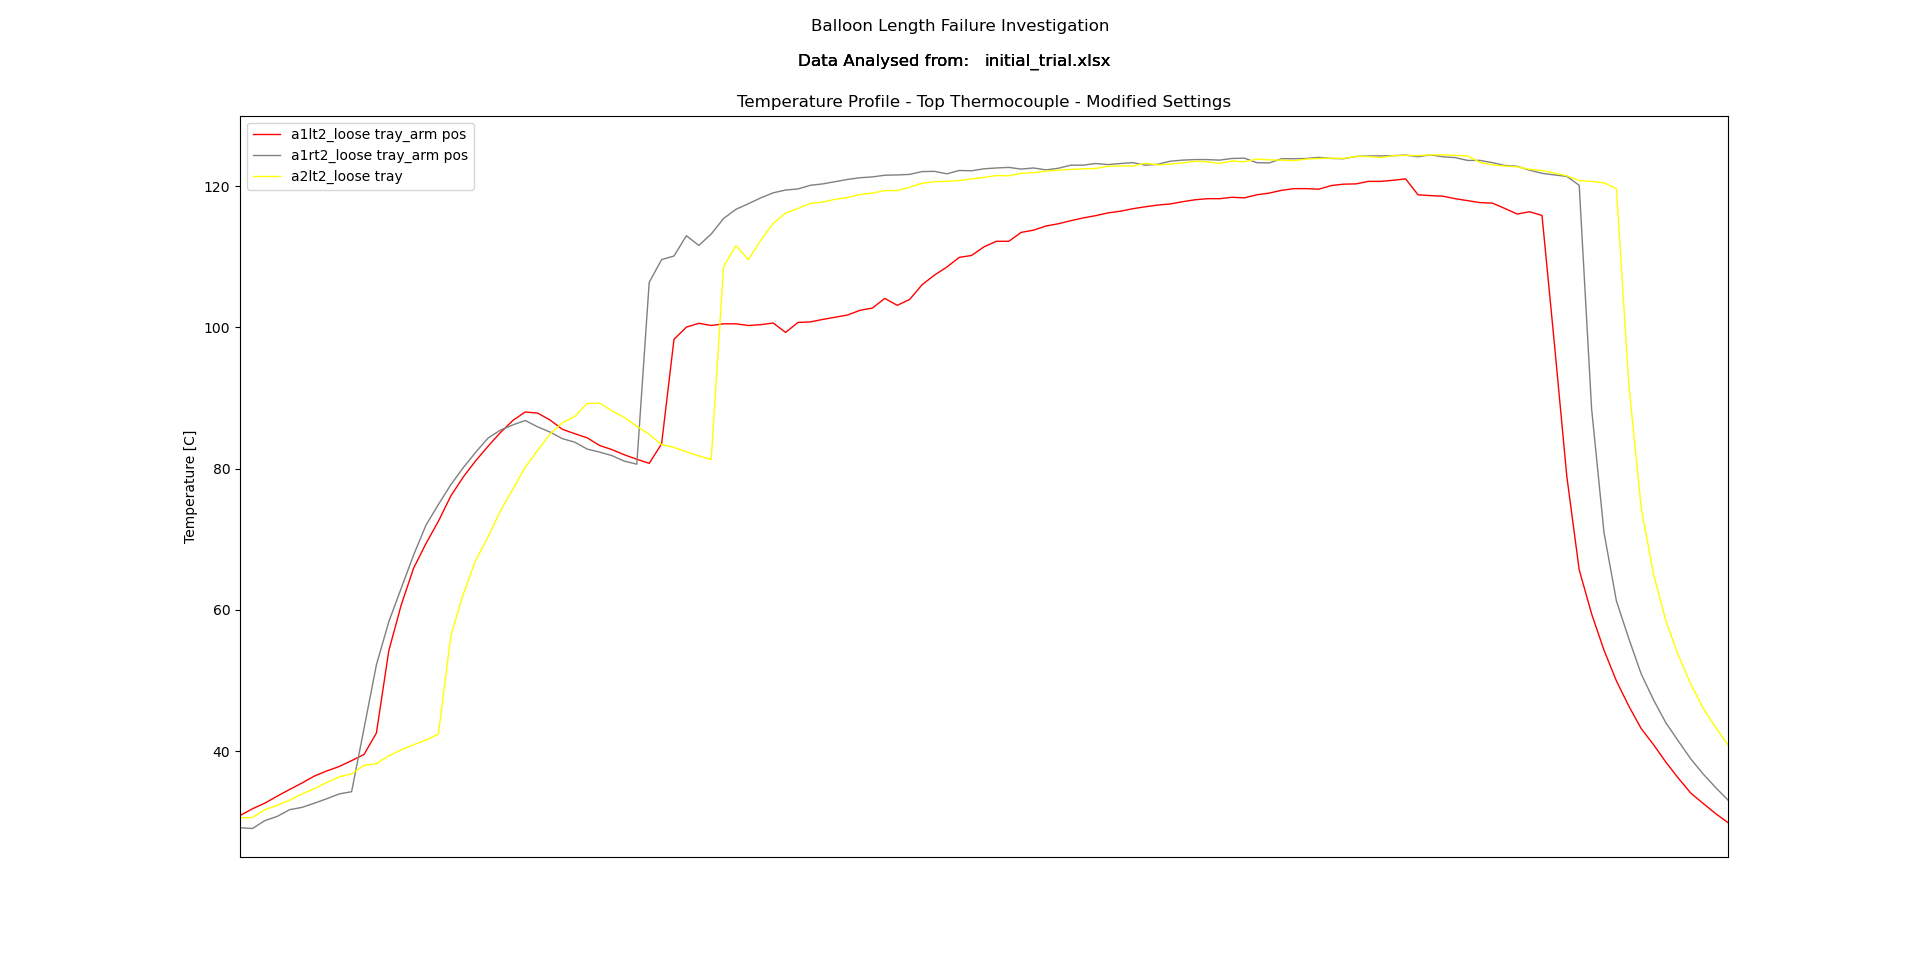 Balloon Length Failure Investigation
Data Analysed from:   initial_trial.xlsx
Temperature Profile - Top Thermocouple - Modified Settings
a1lt2_loose tray_arm pos
a1rt2_loose tray_arm pos
a2lt2_loose tray
120
100
80
60
40
Temperature [C]